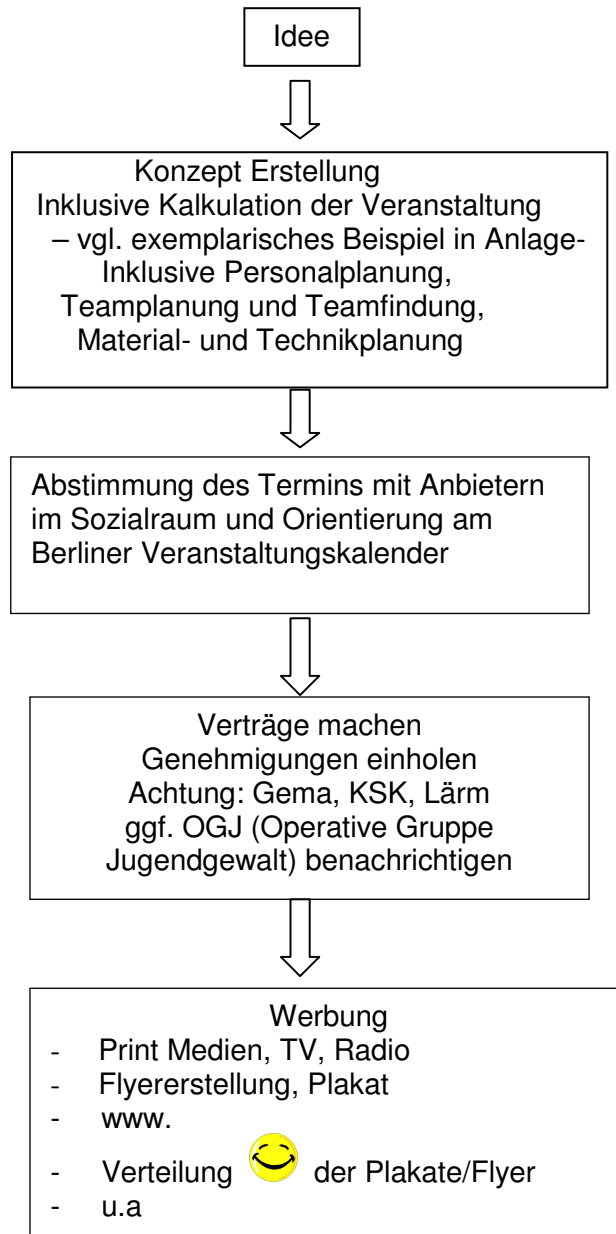 Idee
Konzept Erstellung
Inklusive Kalkulation der Veranstaltung
– vgl. exemplarisches Beispiel in Anlage-
Inklusive Personalplanung,
Teamplanung und Teamfindung,
Material- und Technikplanung
Abstimmung des Termins mit Anbietern
im Sozialraum und Orientierung am
Berliner Veranstaltungskalender
Verträge machen
Genehmigungen einholen
Achtung: Gema, KSK, Lärm
ggf. OGJ (Operative Gruppe
Jugendgewalt) benachrichtigen
Werbung
- Print Medien, TV, Radio
- Flyererstellung, Plakat
- www.
- Verteilung der Plakate/Flyer
- u.a